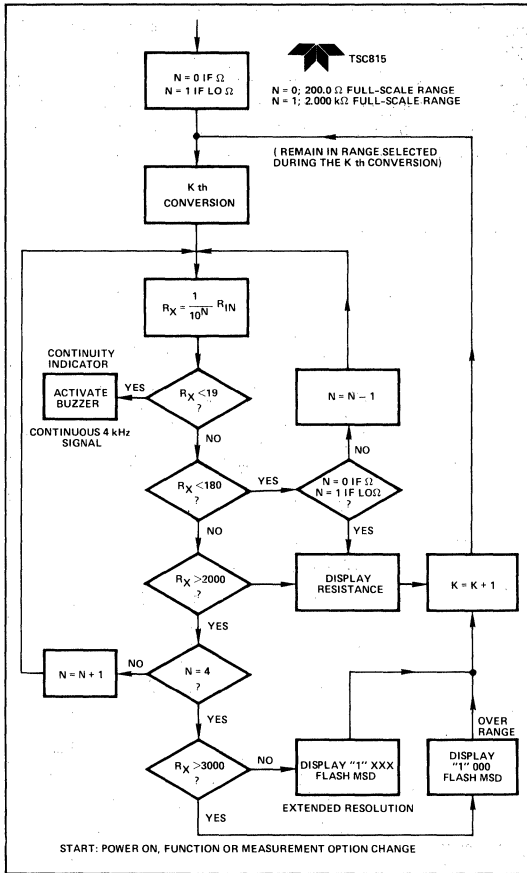 TSC815
N = 0 IF Ω
N = 1 IF LO Ω
N = 0; 200.0 Ω FULL-SCALE RANGE
N = 1; 2.000 kΩ FULL-SCALE RANGE
( REMAIN IN RANGE SELECTED
DURING THE K th CONVERSION)
K th
CONVERSION
R_X = 1/10^N R_IN
CONTINUITY
INDICATOR
ACTIVATE
BUZZER
YES
R_X <19
?
N = N – 1
CONTINUOUS 4 kHz
SIGNAL
NO
NO
R_X <180
?
YES
N = 0 IF Ω
N = 1 IF LOΩ
?
NO
YES
R_X >2000
?
DISPLAY
RESISTANCE
K = K + 1
YES
N = N + 1
NO
N = 4
?
YES
OVER
RANGE
R_X >3000
?
NO
DISPLAY "1" XXX
FLASH MSD
DISPLAY
"1" 000
FLASH MSD
EXTENDED RESOLUTION
YES
START: POWER ON, FUNCTION OR MEASUREMENT OPTION CHANGE